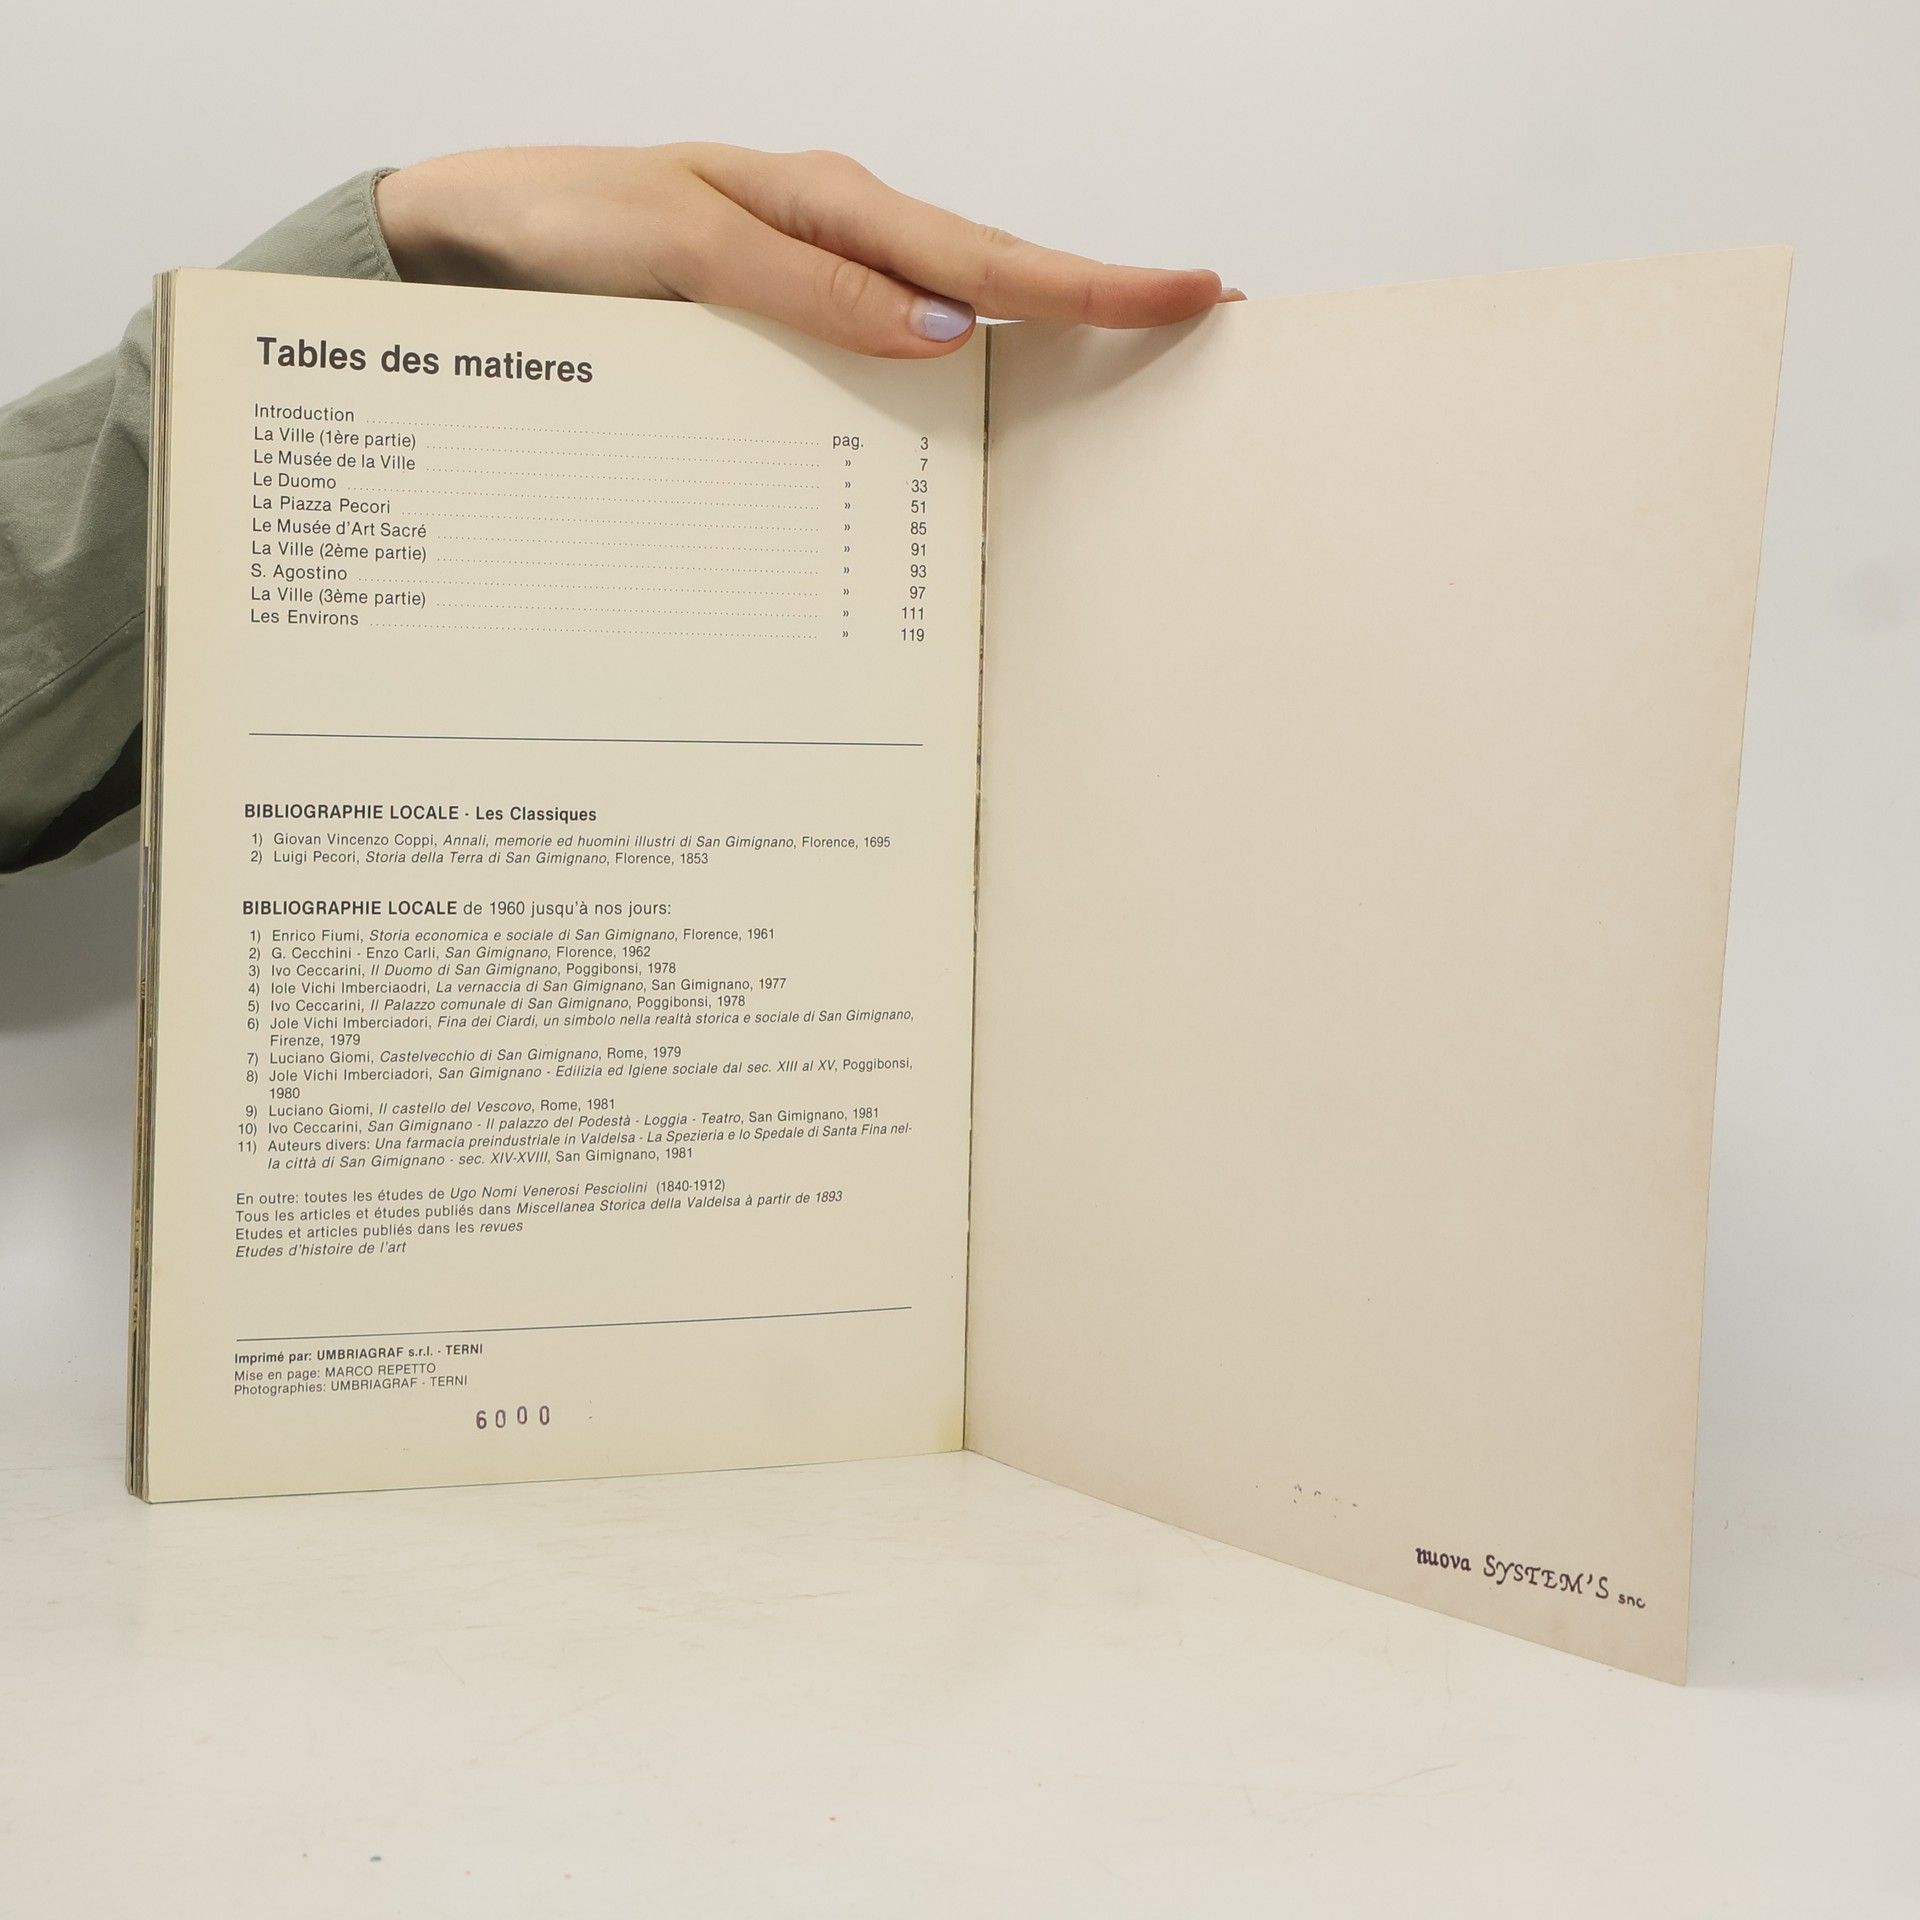 Tables des matieres
Introduction ........ pag. 3
La Ville (1ère partie) ........ » 7
Le Musée de la Ville ........ » 33
Le Duomo ........ » 51
La Piazza Pecori ........ » 85
Le Musée d'Art Sacré ........ » 91
La Ville (2ème partie) ........ » 93
S. Agostino ........ » 97
La Ville (3ème partie) ........ » 111
Les Environs ........ » 119
BIBLIOGRAPHIE LOCALE - Les Classiques
1) Giovan Vincenzo Coppi, Annali, memorie ed huomini illustri di San Gimignano, Florence, 1695
2) Luigi Pecori, Storia della Terra di San Gimignano, Florence, 1853
BIBLIOGRAPHIE LOCALE de 1960 jusqu'à nos jours:
1) Enrico Fiumi, Storia economica e sociale di San Gimignano, Florence, 1961
2) G. Cecchini - Enzo Carli, San Gimignano, Florence, 1962
3) Ivo Ceccarini, Il Duomo di San Gimignano, Poggibonsi, 1978
4) Iole Vichi Imberciaodri, La vernaccia di San Gimignano, San Gimignano, 1977
5) Ivo Ceccarini, Il Palazzo comunale di San Gimignano, Poggibonsi, 1978
6) Jole Vichi Imberciadori, Fina dei Ciardi, un simbolo nella realtà storica e sociale di San Gimignano,
Firenze, 1979
7) Luciano Giomi, Castelvecchio di San Gimignano, Rome, 1979
8) Jole Vichi Imberciadori, San Gimignano - Edilizia ed Igiene sociale dal sec. XIII al XV, Poggibonsi,
1980
9) Luciano Giomi, Il castello del Vescovo, Rome, 1981
10) Ivo Ceccarini, San Gimignano - Il palazzo del Podestà - Loggia - Teatro, San Gimignano, 1981
11) Auteurs divers: Una farmacia preindustriale in Valdelsa - La Spezieria e lo Spedale di Santa Fina nel-
la città di San Gimignano - sec. XIV-XVIII, San Gimignano, 1981
En outre: toutes les études de Ugo Nomi Venerosi Pesciolini (1840-1912)
Tous les articles et études publiés dans Miscellanea Storica della Valdelsa à partir de 1893
Etudes et articles publiés dans les revues
Etudes d'histoire de l'art
Imprimé par: UMBRIAGRAF s.r.l. - TERNI
Mise en page: MARCO REPETTO
Photographies: UMBRIAGRAF - TERNI
6000
nuova SYSTEM'S snc